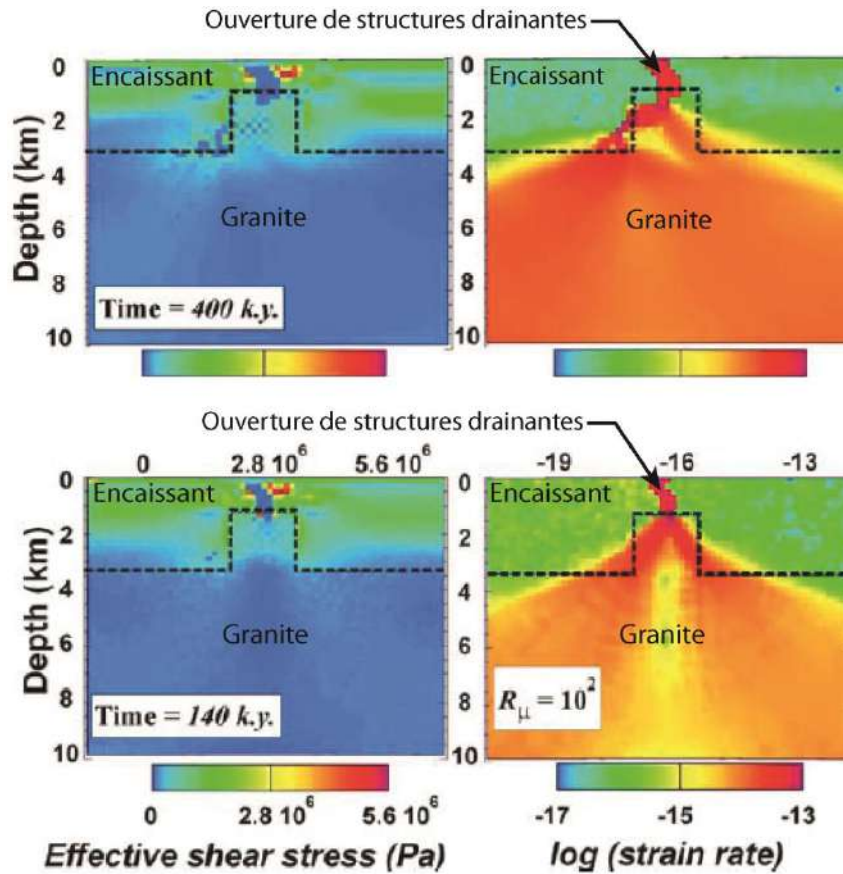 Ouverture de structures drainantes
0
Encaissant
2
4
6
8
10
Depth (km)
Granite
Time = 400 k.y.
0
Encaissant
2
4
6
8
10
Ouverture de structures drainantes
0 2.8 10⁶ 5.6 10⁶
-19 -16 -13
0
Encaissant
2
4
6
8
10
Depth (km)
Granite
Time = 140 k.y.
0
Encaissant
2
4
6
8
10
Granite
Rμ = 10²
0 2.8 10⁶ 5.6 10⁶
-17 -15 -13
Effective shear stress (Pa)
log (strain rate)